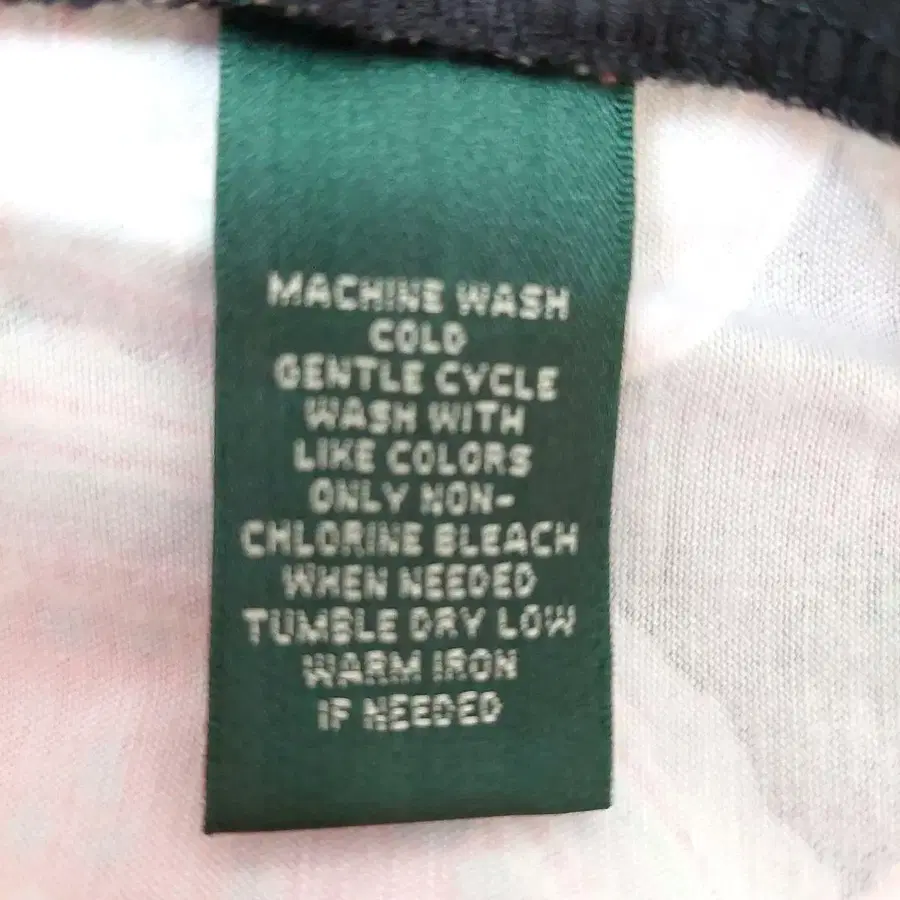 MACHINE WASH
COLD
GENTLE CYCLE
WASH WITH
LIKE COLORS
ONLY NON-
CHLORINE BLEACH
WHEN NEEDED
TUMBLE DRY LOW
WARM IRON
IF NEEDED